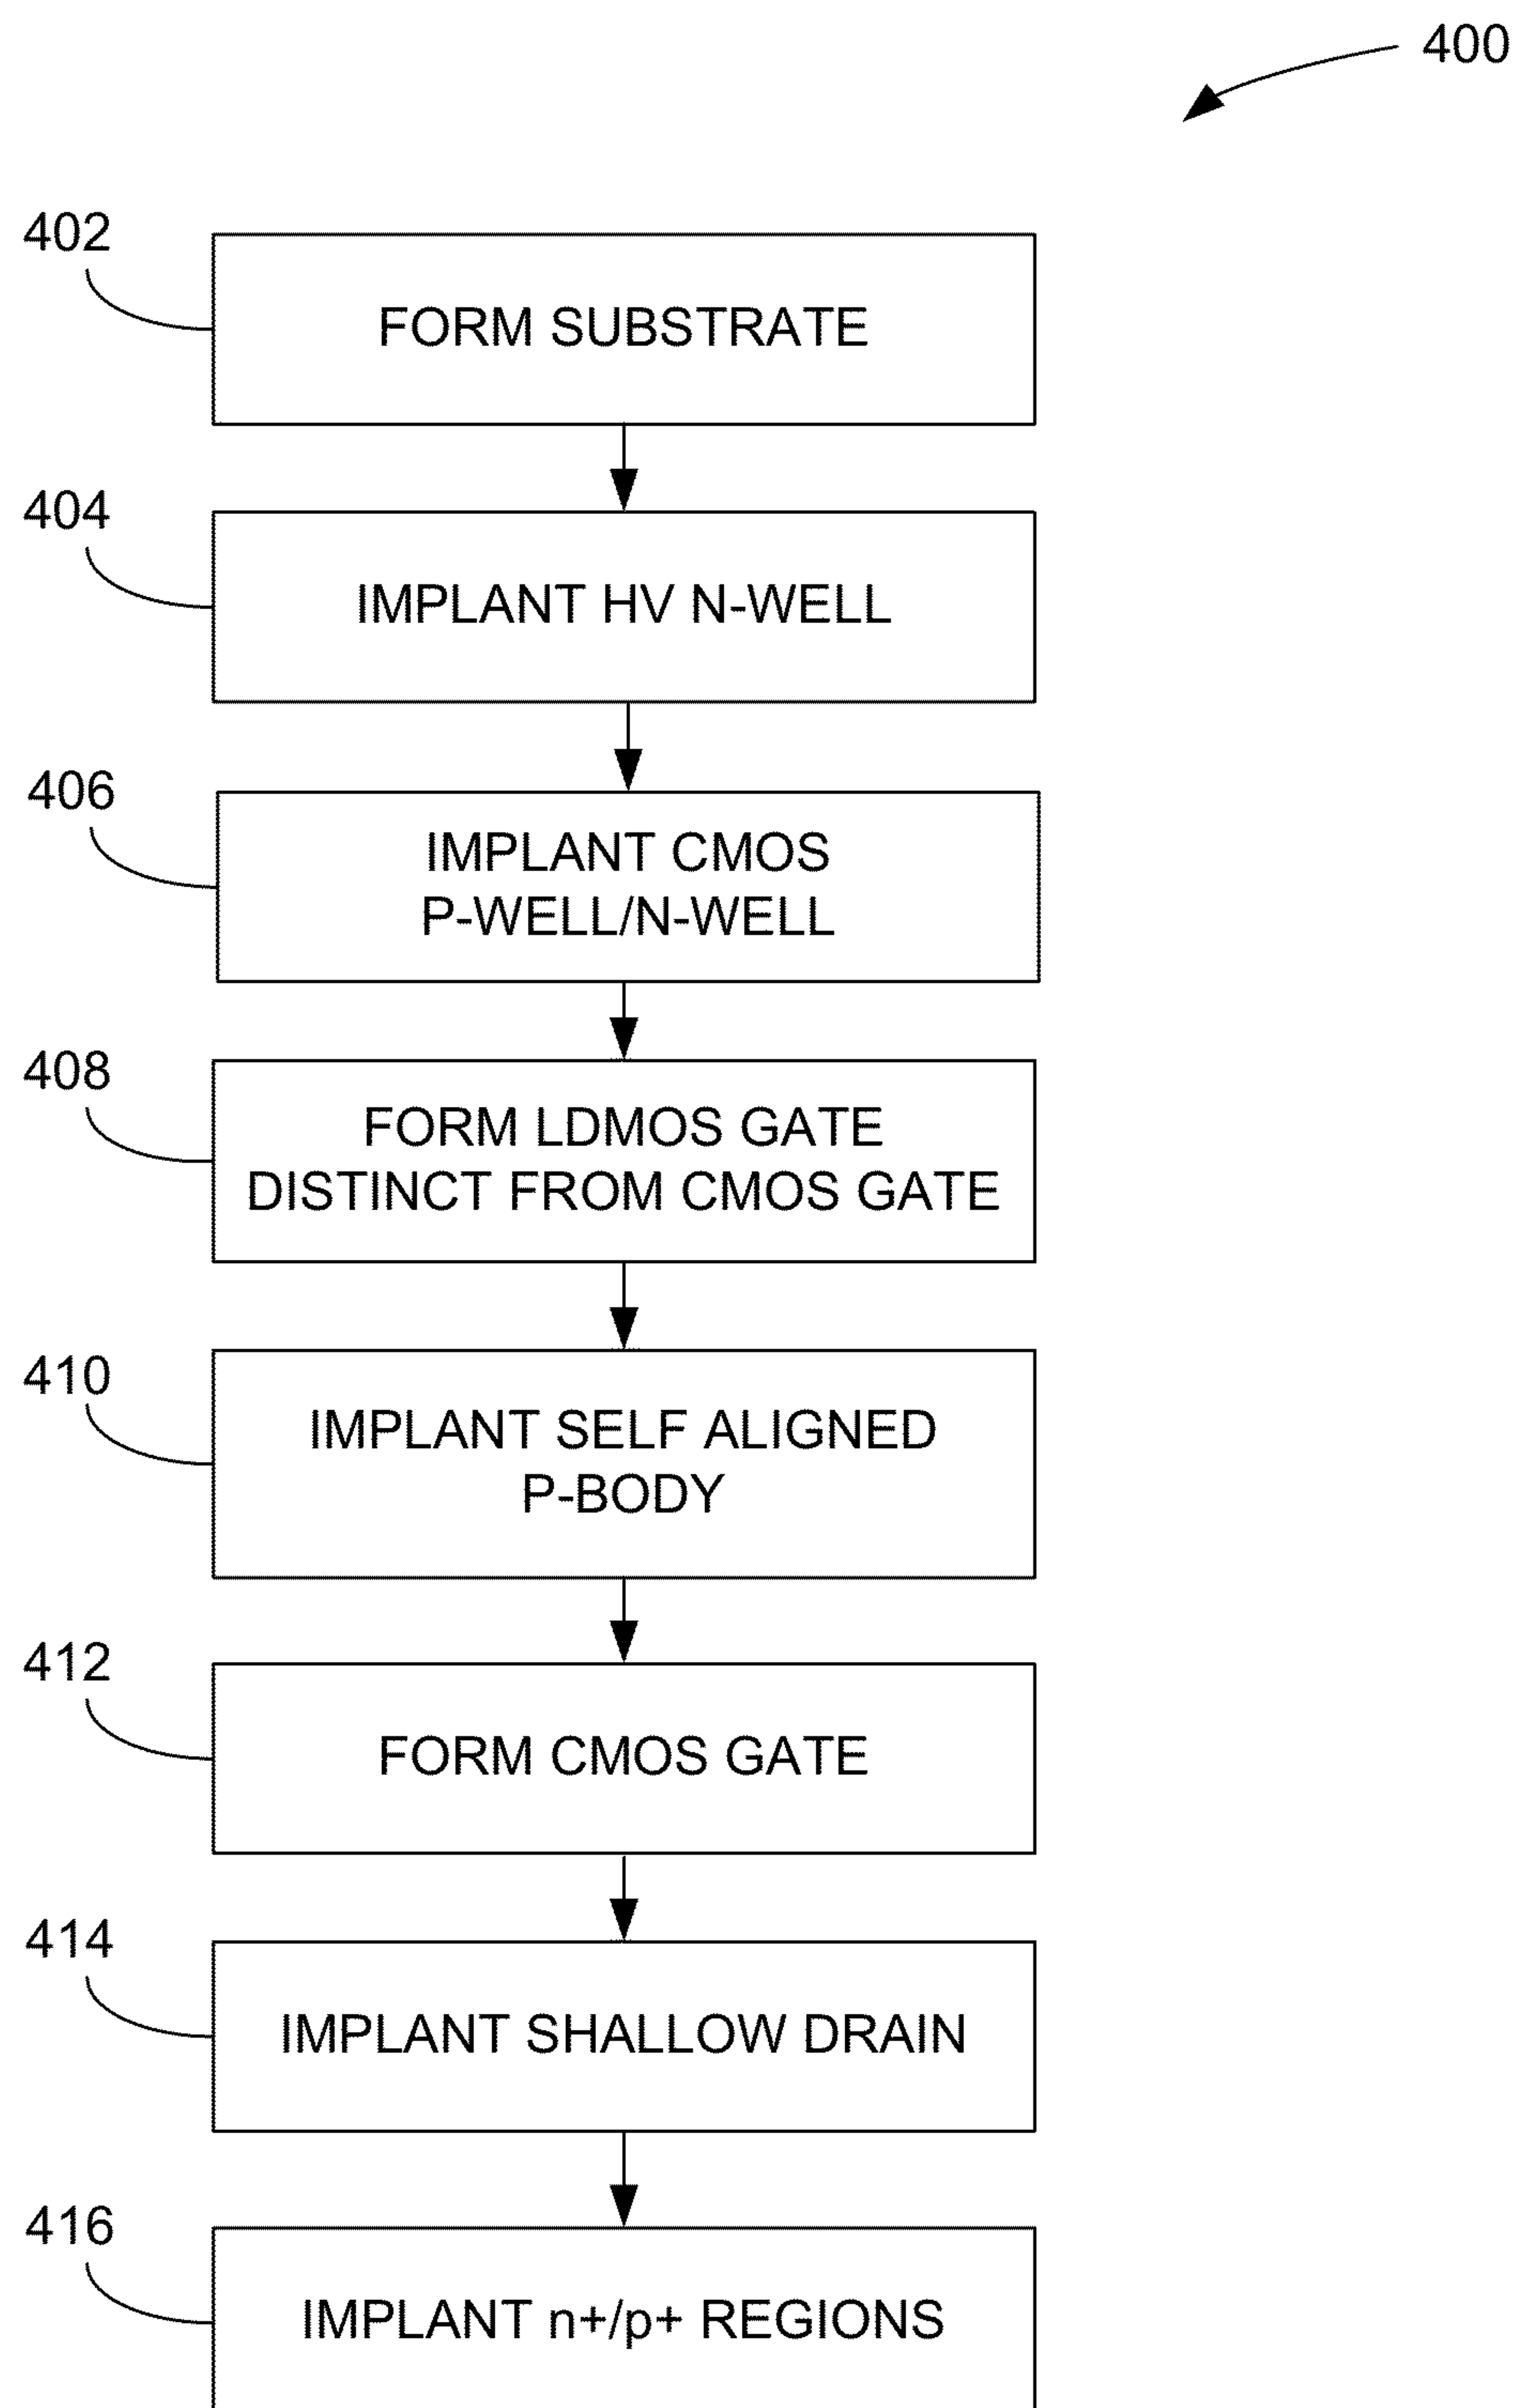 400
402
FORM SUBSTRATE
404
IMPLANT HV N-WELL
406
IMPLANT CMOS
P-WELL/N-WELL
408
FORM LDMOS GATE
DISTINCT FROM CMOS GATE
410
IMPLANT SELF ALIGNED
P-BODY
412
FORM CMOS GATE
414
IMPLANT SHALLOW DRAIN
416
IMPLANT n+/p+ REGIONS